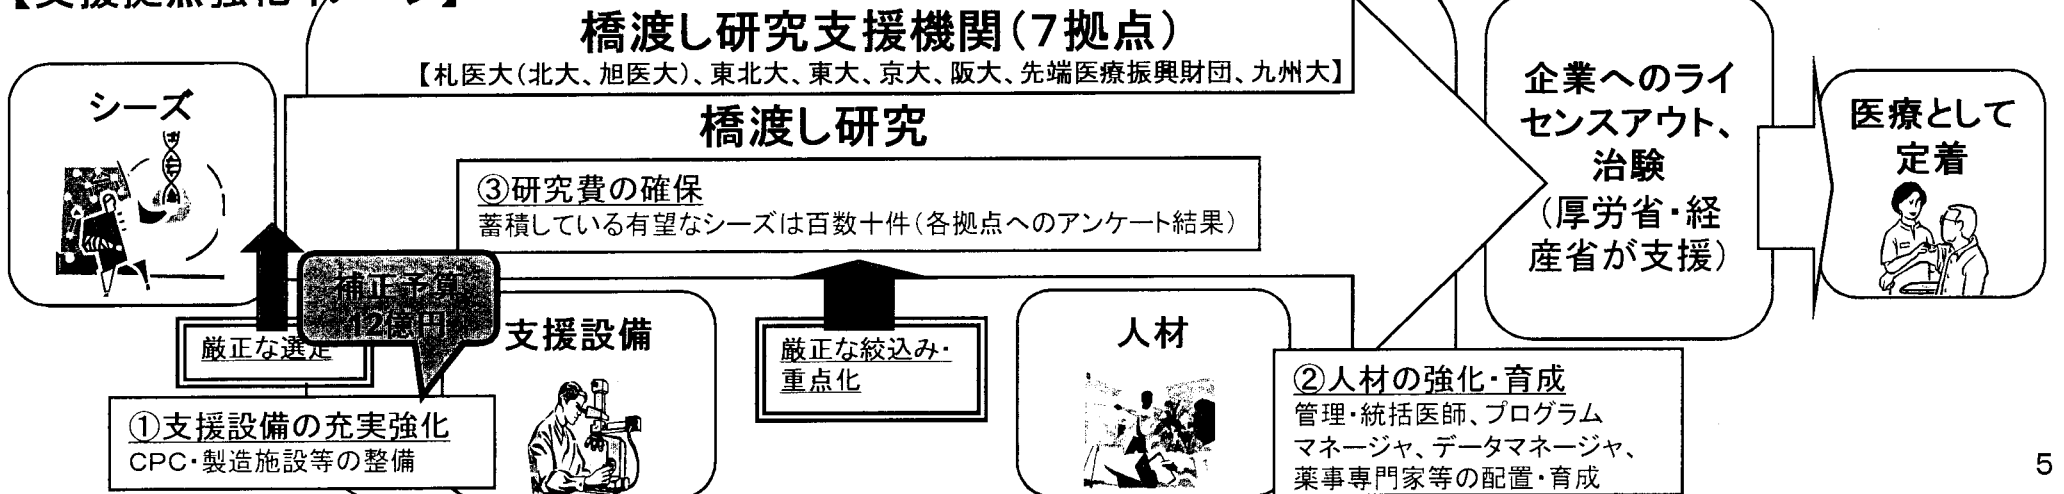 橋渡し研究支援機関(7拠点)
【札医大(北大、旭医大)、東北大、東大、京大、阪大、先端医療振興財団、九州大】
シーズ
橋渡し研究
③研究費の確保
蓄積している有望なシーズは百数十件(各拠点へのアンケート結果)
企業へのライ
センスアウト、
治験
(厚労省・経
産省が支援)
医療として
定着
補正予算
12億円
厳正な選定
支援設備
厳正な絞込み・
重点化
人材
①支援設備の充実強化
CPC・製造施設等の整備
②人材の強化・育成
管理・統括医師、プログラム
マネージャ、データマネージャ、
薬事専門家等の配置・育成
5